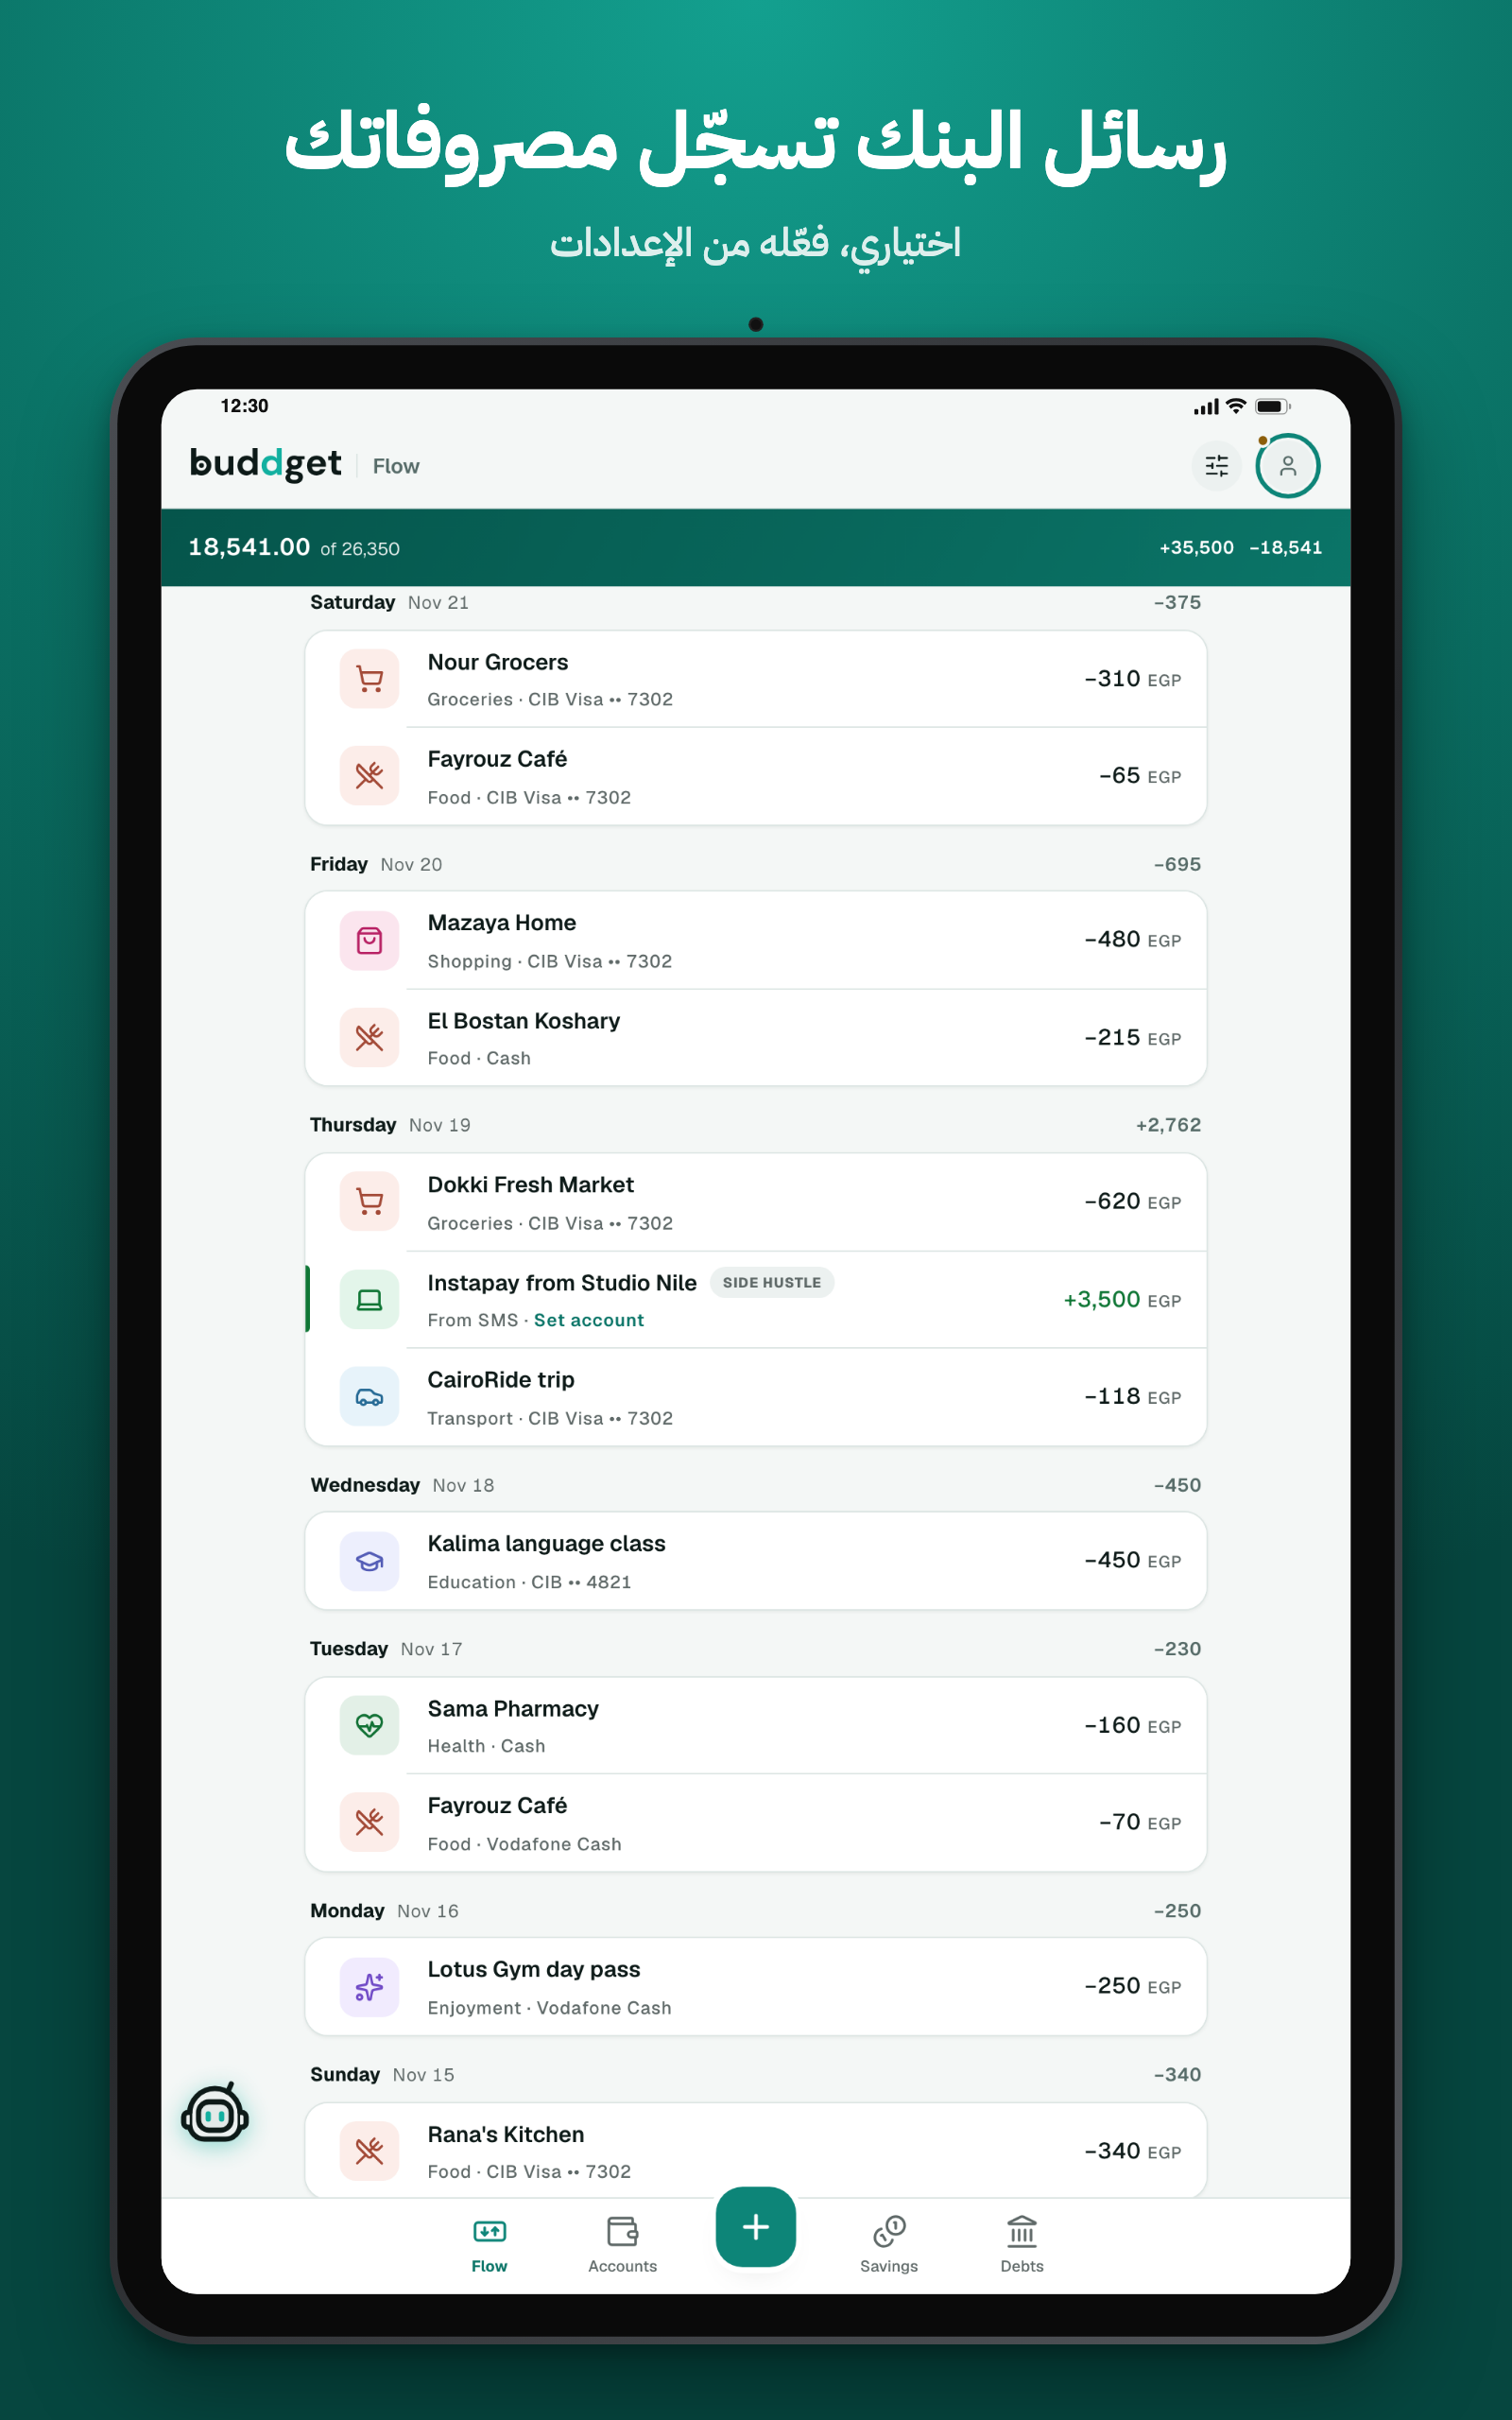 رسائل البنك تسجّل مصروفاتك
اختياري، فعّله من الإعدادات
12:30
buddget Flow
18,541.00 of 26,350 +35,500 −18,541
Saturday Nov 21 −375
Nour Grocers
Groceries · CIB Visa •• 7302
−310 EGP
Fayrouz Café
Food · CIB Visa •• 7302
−65 EGP
Friday Nov 20 −695
Mazaya Home
Shopping · CIB Visa •• 7302
−480 EGP
El Bostan Koshary
Food · Cash
−215 EGP
Thursday Nov 19 +2,762
Dokki Fresh Market
Groceries · CIB Visa •• 7302
−620 EGP
Instapay from Studio Nile SIDE HUSTLE
From SMS · Set account
+3,500 EGP
CairoRide trip
Transport · CIB Visa •• 7302
−118 EGP
Wednesday Nov 18 −450
Kalima language class
Education · CIB •• 4821
−450 EGP
Tuesday Nov 17 −230
Sama Pharmacy
Health · Cash
−160 EGP
Fayrouz Café
Food · Vodafone Cash
−70 EGP
Monday Nov 16 −250
Lotus Gym day pass
Enjoyment · Vodafone Cash
−250 EGP
Sunday Nov 15 −340
Rana's Kitchen
Food · CIB Visa •• 7302
−340 EGP
Flow Accounts Savings Debts